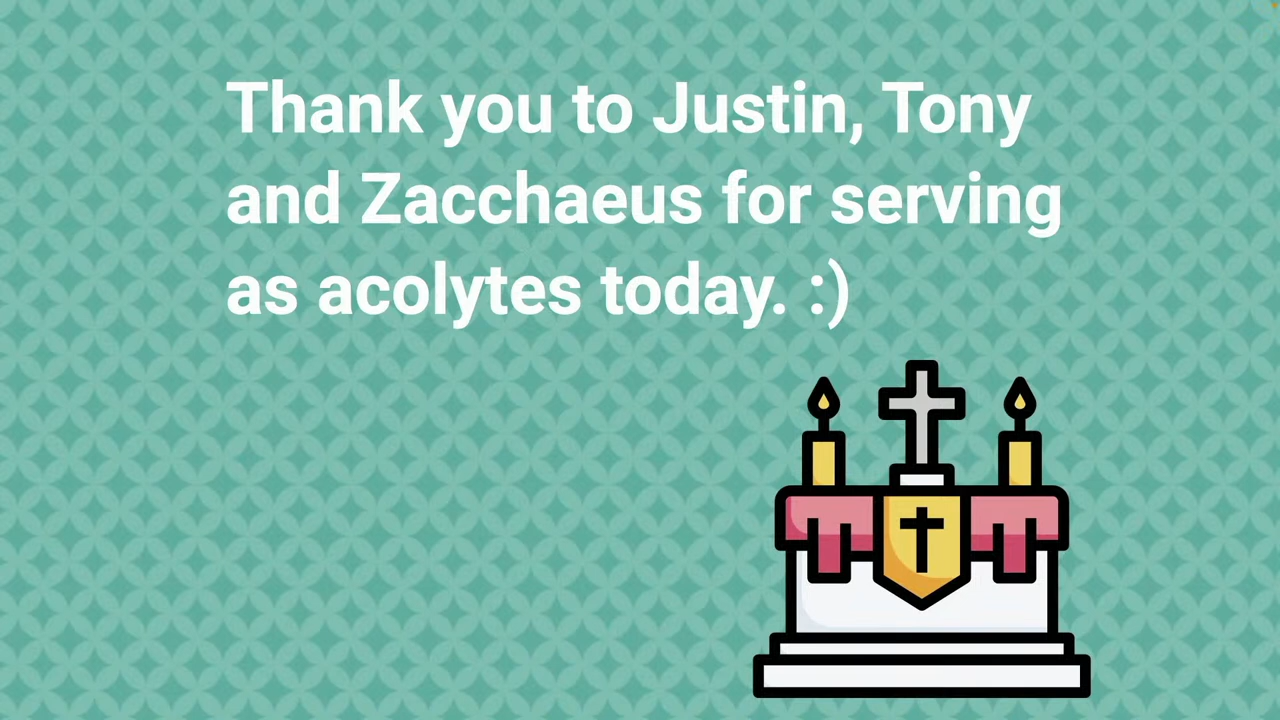 Thank you to Justin, Tony
and Zacchaeus for serving
as acolytes today. :)